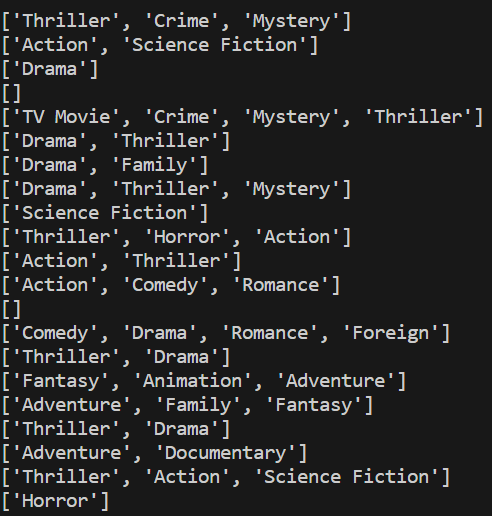 ['Thriller', 'Crime', 'Mystery']
['Action', 'Science Fiction']
['Drama']
[]
['TV Movie', 'Crime', 'Mystery', 'Thriller']
['Drama', 'Thriller']
['Drama', 'Family']
['Drama', 'Thriller', 'Mystery']
['Science Fiction']
['Thriller', 'Horror', 'Action']
['Action', 'Thriller']
['Action', 'Comedy', 'Romance']
[]
['Comedy', 'Drama', 'Romance', 'Foreign']
['Thriller', 'Drama']
['Fantasy', 'Animation', 'Adventure']
['Adventure', 'Family', 'Fantasy']
['Thriller', 'Drama']
['Adventure', 'Documentary']
['Thriller', 'Action', 'Science Fiction']
['Horror']